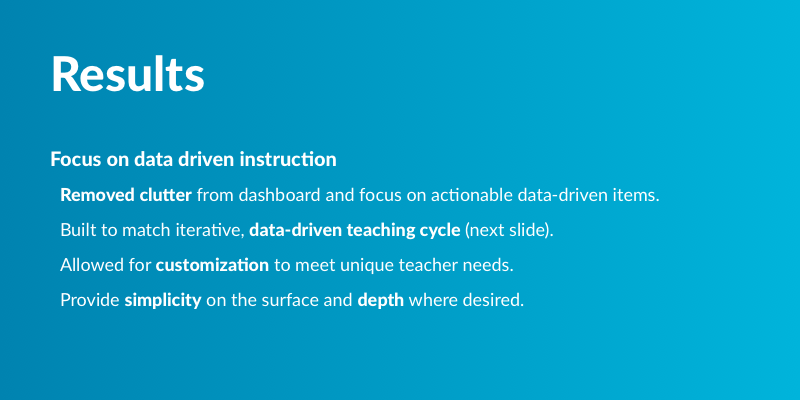 Results
Focus on data driven instruction
Removed clutter from dashboard and focus on actionable data-driven items.
Built to match iterative, data-driven teaching cycle (next slide).
Allowed for customization to meet unique teacher needs.
Provide simplicity on the surface and depth where desired.